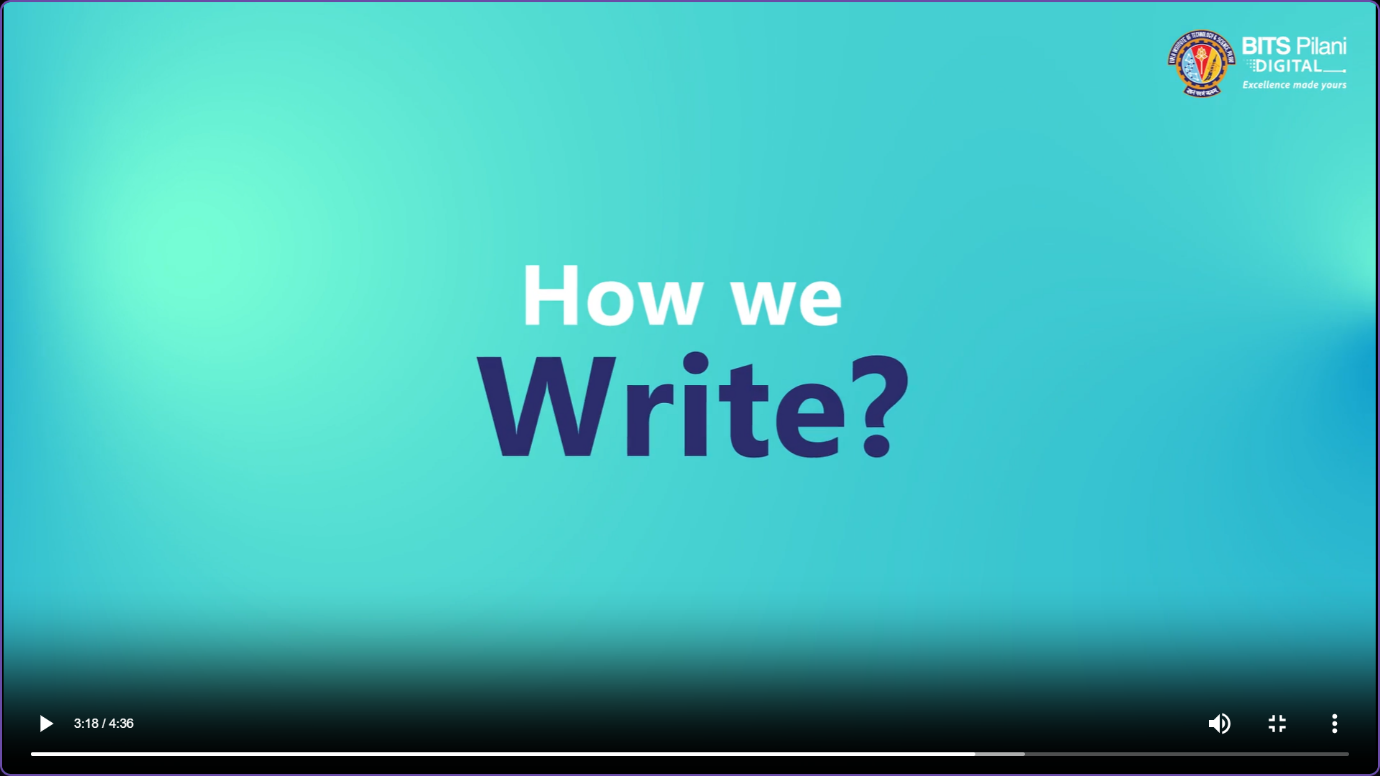 BITS Pilani
DIGITAL
Excellence made yours
How we
Write?
3:18 / 4:36